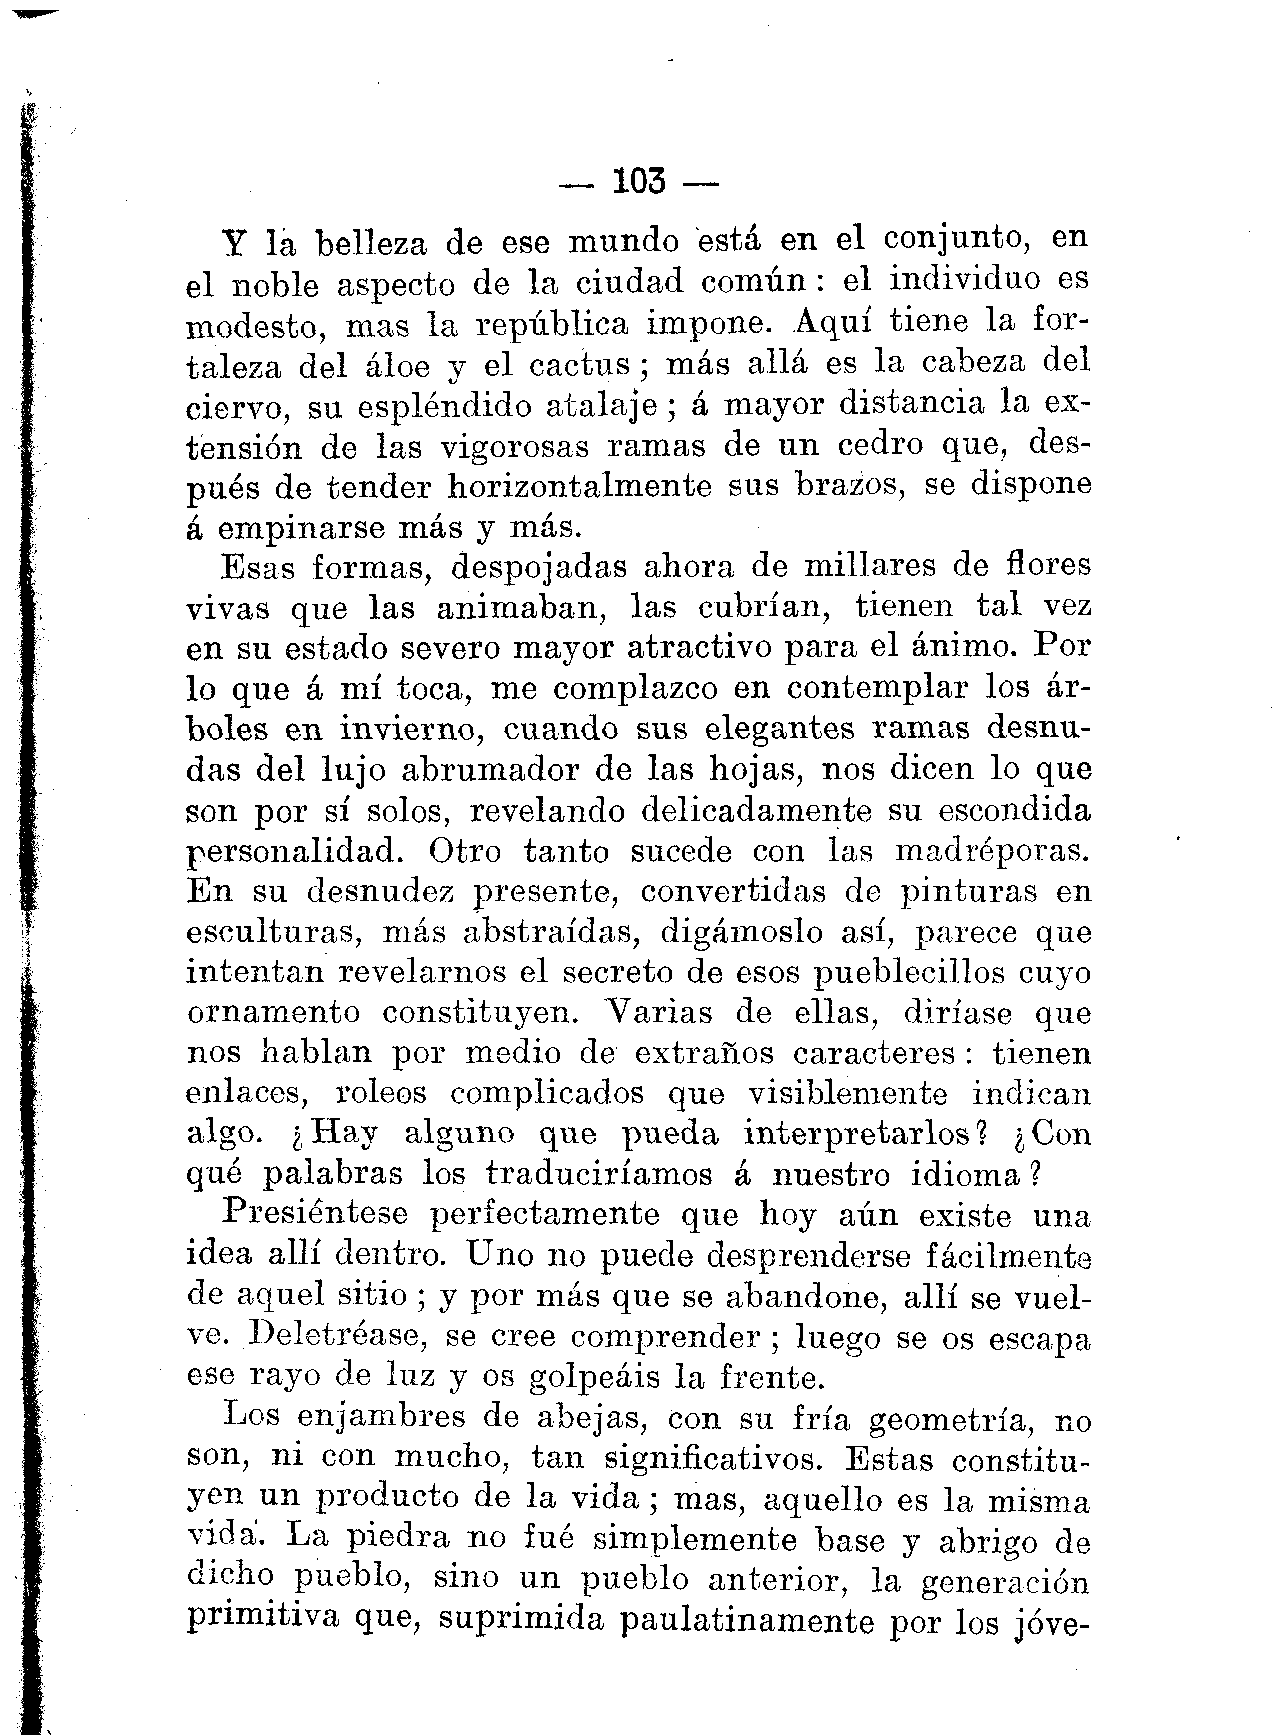 — 103 —
Y la belleza de ese mundo está en el conjunto, en
el noble aspecto de la ciudad común : el individuo es
modesto, mas la república impone. Aquí tiene la for-
taleza del áloe y el cactus ; más allá es la cabeza del
ciervo, su espléndido atalaje ; á mayor distancia la ex-
tensión de las vigorosas ramas de un cedro que, des-
pués de tender horizontalmente sus brazos, se dispone
á empinarse más y más.
Esas formas, despojadas ahora de millares de flores
vivas que las animaban, las cubrían, tienen tal vez
en su estado severo mayor atractivo para el ánimo. Por
lo que á mí toca, me complazco en contemplar los ár-
boles en invierno, cuando sus elegantes ramas desnu-
das del lujo abrumador de las hojas, nos dicen lo que
son por sí solos, revelando delicadamente su escondida
personalidad. Otro tanto sucede con las madréporas.
En su desnudez presente, convertidas de pinturas en
esculturas, más abstraídas, digámoslo así, parece que
intentan revelarnos el secreto de esos pueblecillos cuyo
ornamento constituyen. Varias de ellas, diríase que
nos hablan por medio de extraños caracteres : tienen
enlaces, roleos complicados que visiblemente indican
algo. ¿Hay alguno que pueda interpretarlos? ¿Con
qué palabras los traduciríamos á nuestro idioma?
Presiéntese perfectamente que hoy aún existe una
idea allí dentro. Uno no puede desprenderse fácilmente
de aquel sitio ; y por más que se abandone, allí se vuel-
ve. Deletréase, se cree comprender ; luego se os escapa
ese rayo de luz y os golpeáis la frente.
Los enjambres de abejas, con su fría geometría, no
son, ni con mucho, tan significativos. Estas constitu-
yen un producto de la vida ; mas, aquello es la misma
vida. La piedra no fué simplemente base y abrigo de
dicho pueblo, sino un pueblo anterior, la generación
primitiva que, suprimida paulatinamente por los jóve-